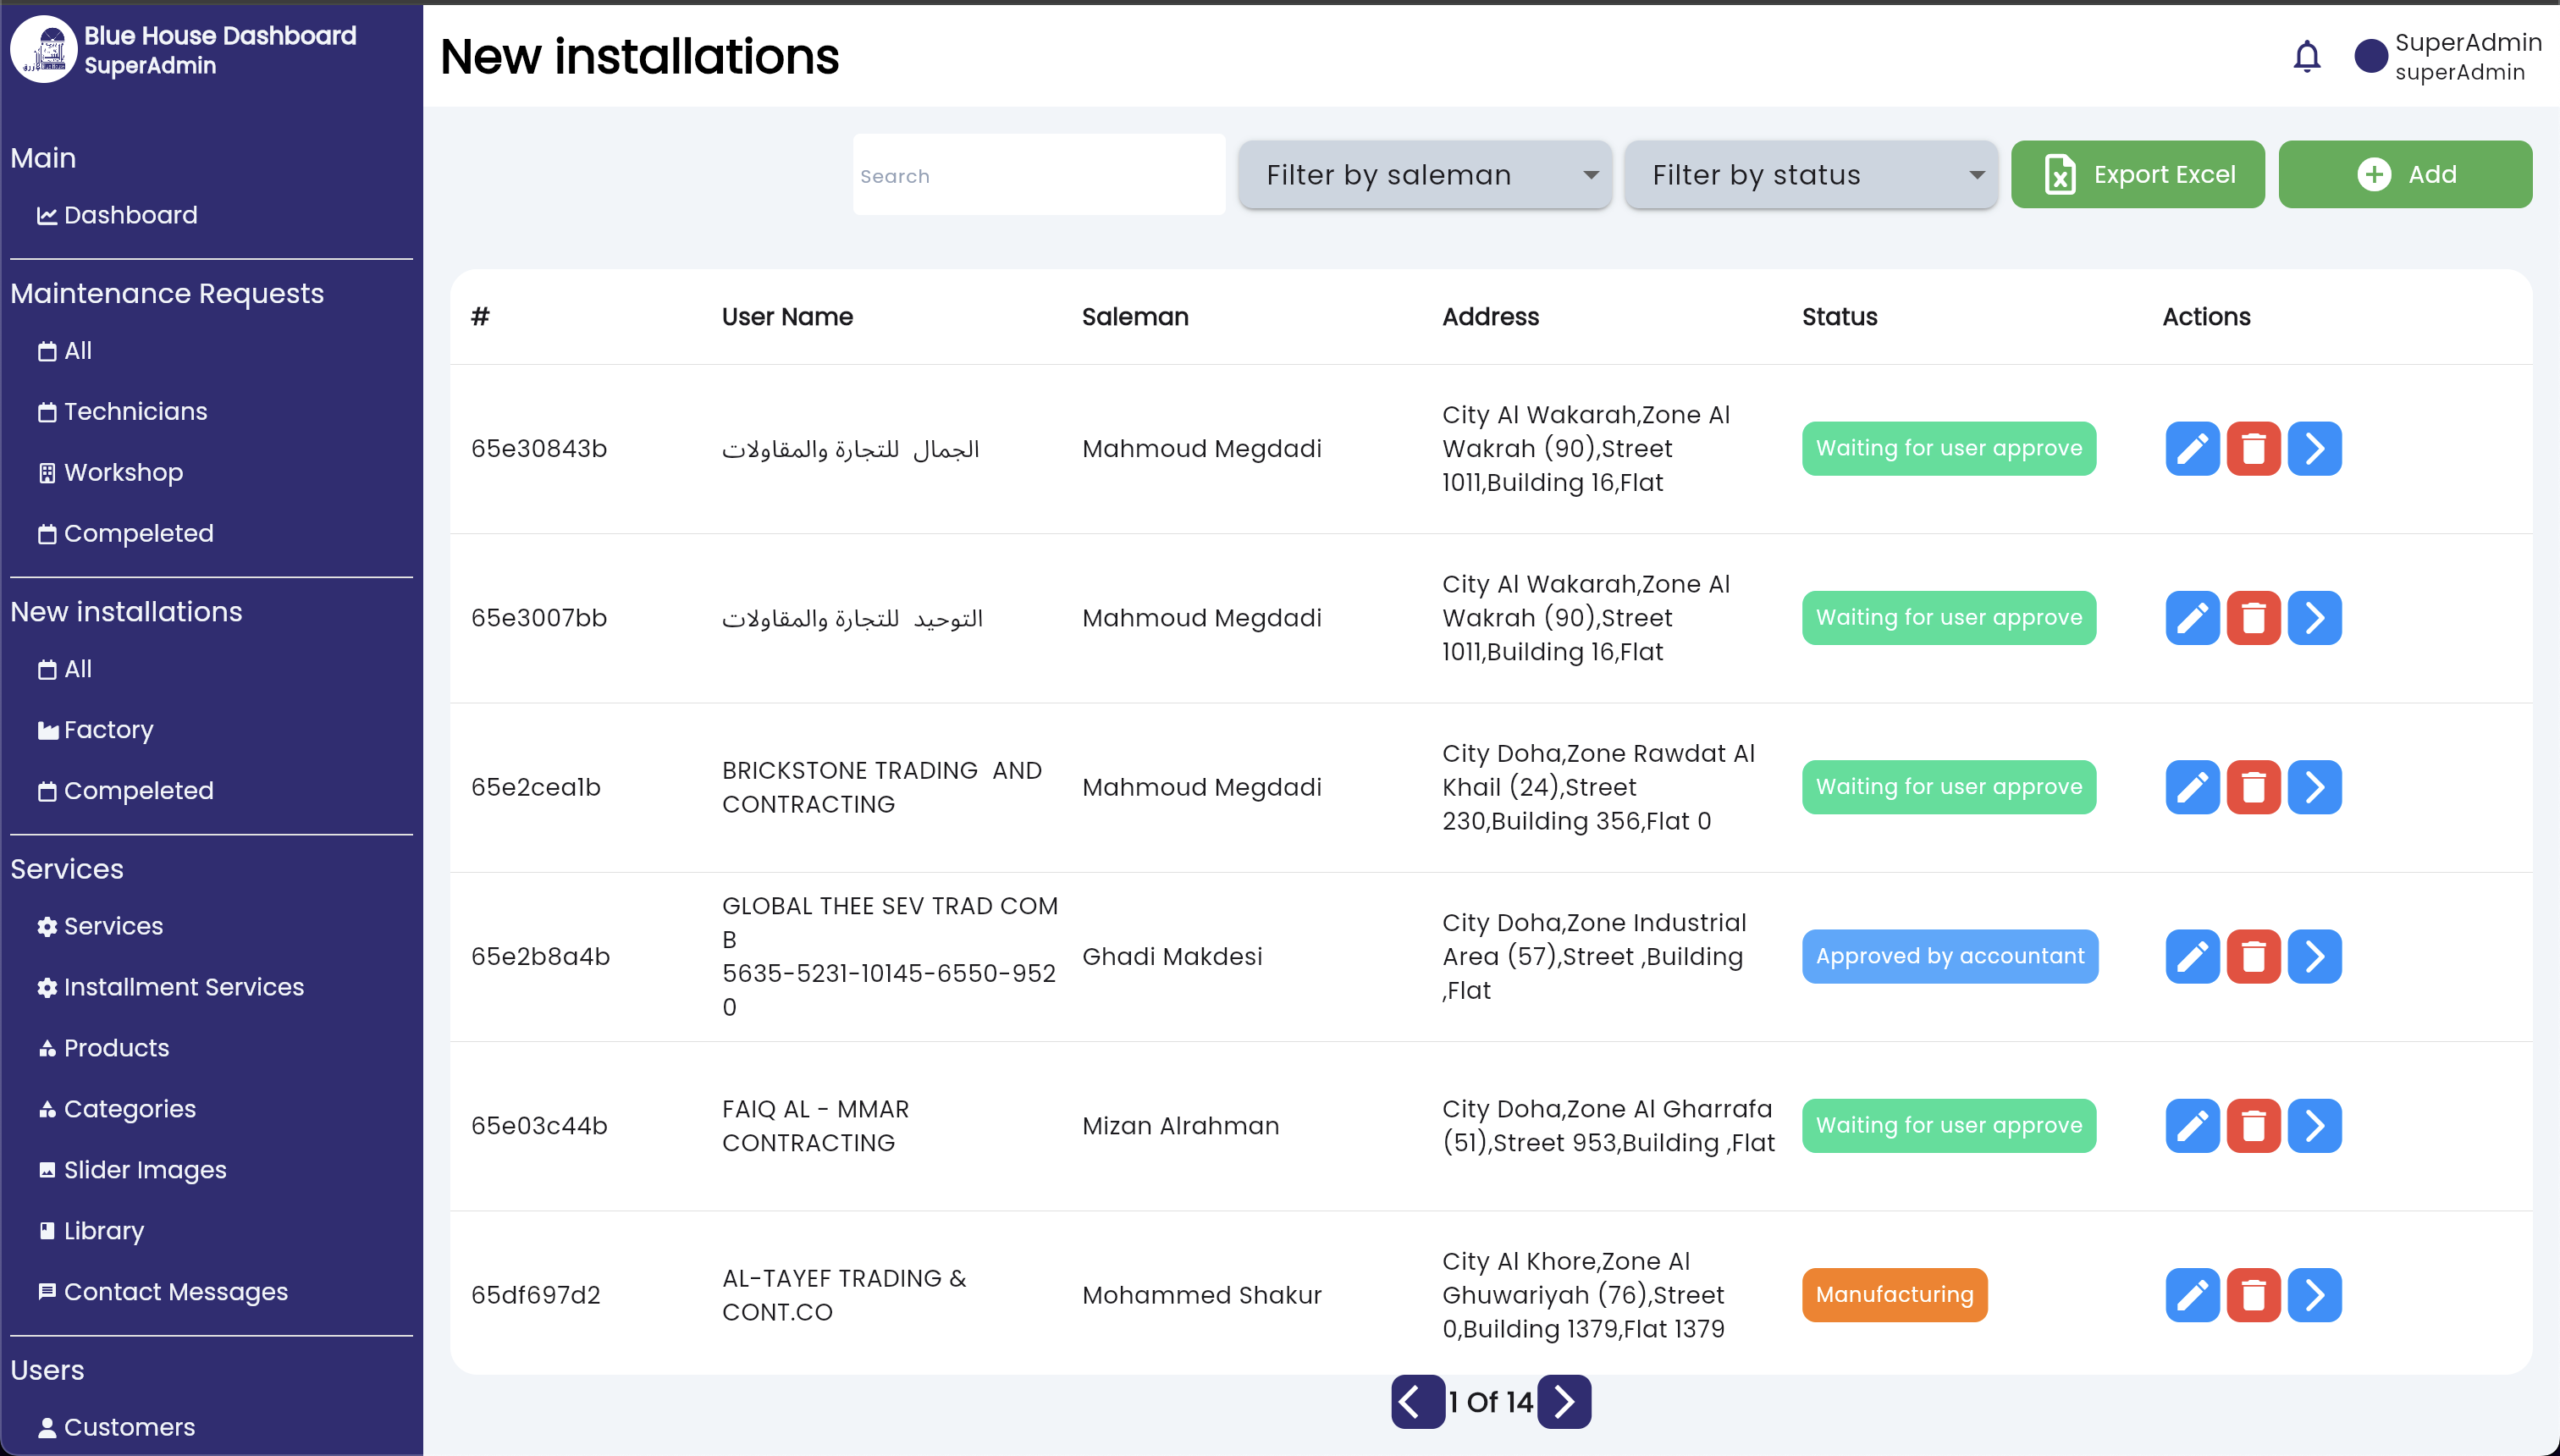 Blue House Dashboard
SuperAdmin
Main
Dashboard
Maintenance Requests
All
Technicians
Workshop
Compeleted
New installations
All
Factory
Compeleted
Services
Services
Installment Services
Products
Categories
Slider Images
Library
Contact Messages
Users
Customers
New installations
SuperAdmin
superAdmin
Search
Filter by saleman
Filter by status
Export Excel
Add
# User Name Saleman Address Status Actions
65e30843b
الجمال للتجارة والمقاولات
Mahmoud Megdadi
City Al Wakarah,Zone Al
Wakrah (90),Street
1011,Building 16,Flat
Waiting for user approve
65e3007bb
التوحيد للتجارة والمقاولات
Mahmoud Megdadi
City Al Wakarah,Zone Al
Wakrah (90),Street
1011,Building 16,Flat
Waiting for user approve
65e2cea1b
BRICKSTONE TRADING AND
CONTRACTING
Mahmoud Megdadi
City Doha,Zone Rawdat Al
Khail (24),Street
230,Building 356,Flat 0
Waiting for user approve
65e2b8a4b
GLOBAL THEE SEV TRAD COM
B
5635-5231-10145-6550-952
0
Ghadi Makdesi
City Doha,Zone Industrial
Area (57),Street ,Building
,Flat
Approved by accountant
65e03c44b
FAIQ AL - MMAR
CONTRACTING
Mizan Alrahman
City Doha,Zone Al Gharrafa
(51),Street 953,Building ,Flat
Waiting for user approve
65df697d2
AL-TAYEF TRADING &
CONT.CO
Mohammed Shakur
City Al Khore,Zone Al
Ghuwariyah (76),Street
0,Building 1379,Flat 1379
Manufacturing
1 Of 14